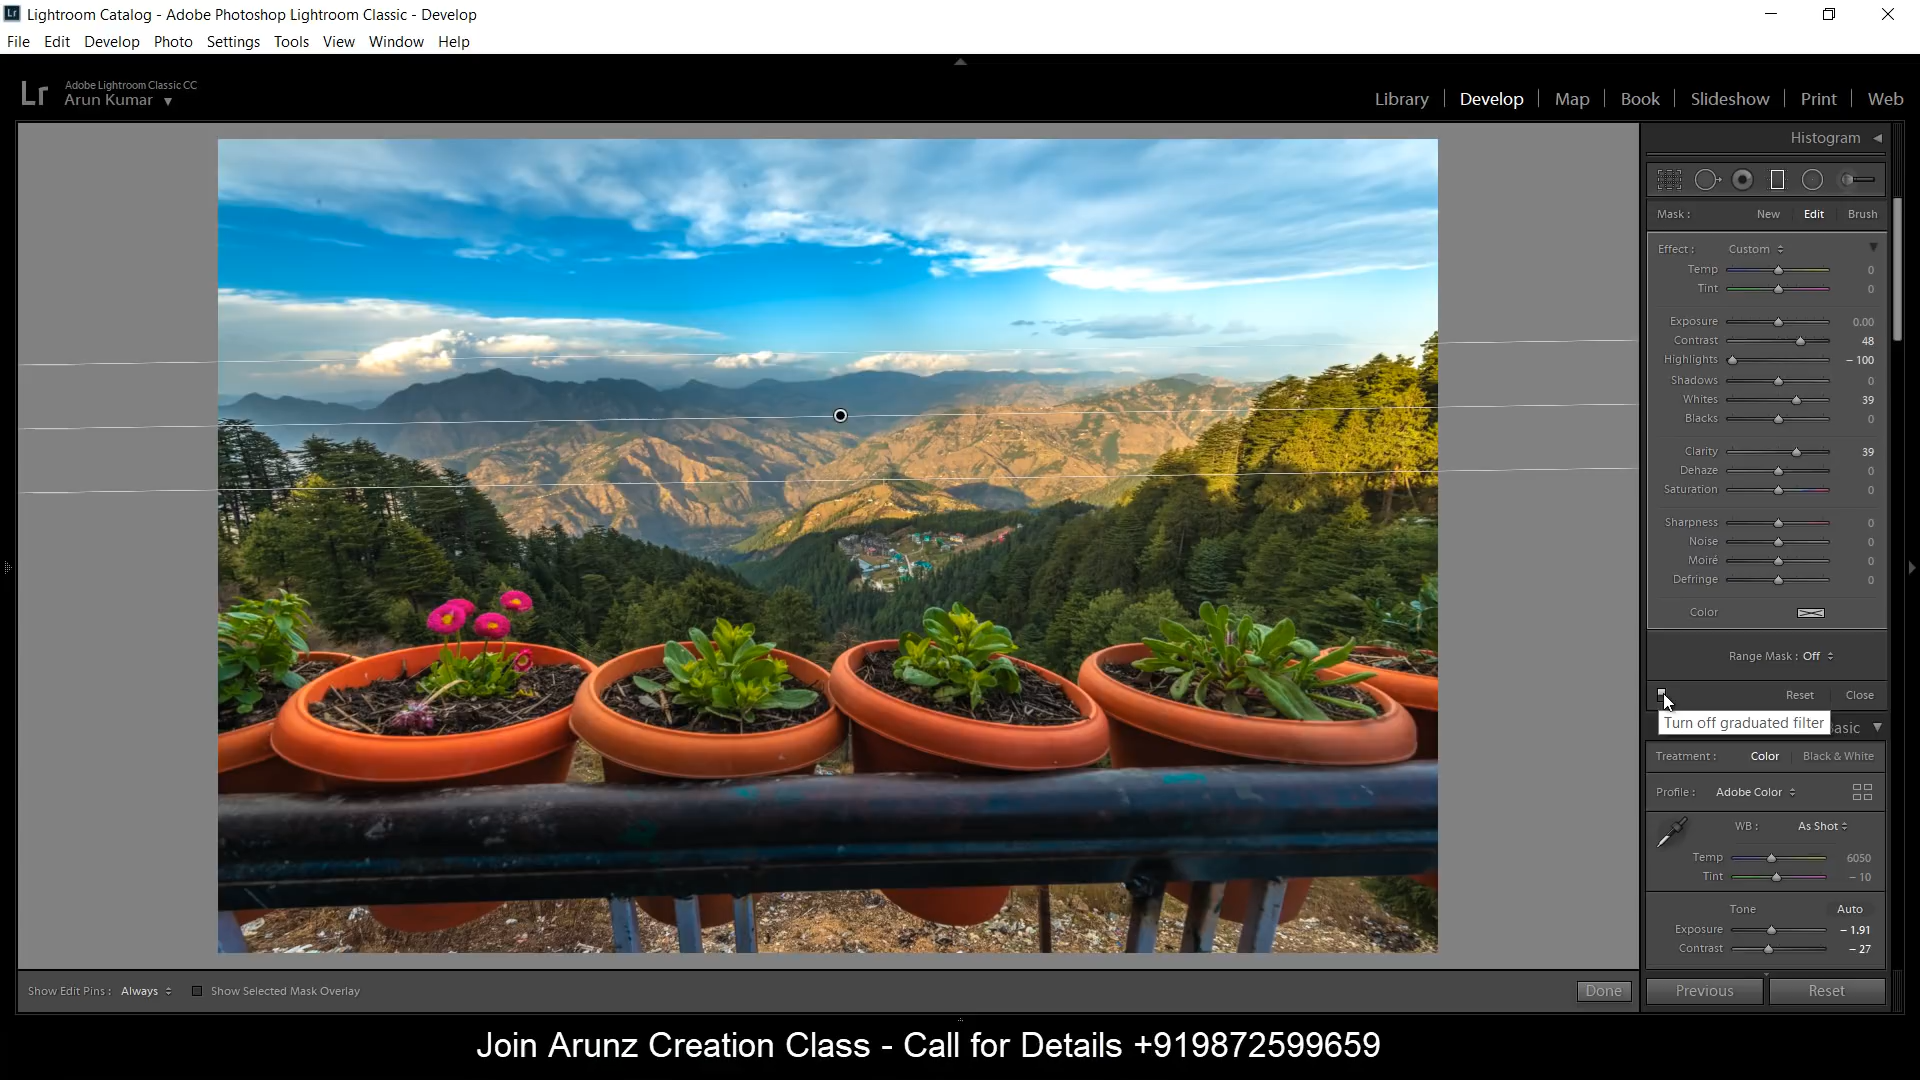 Lr Lightroom Catalog - Adobe Photoshop Lightroom Classic - Develop
File Edit Develop Photo Settings Tools View Window Help
Lr Adobe Lightroom Classic CC
Arun Kumar
Library | Develop | Map | Book | Slideshow | Print | Web
Histogram
Mask : New Edit Brush
Effect : Custom
Temp 0
Tint 0
Exposure 0.00
Contrast 48
Highlights - 100
Shadows 0
Whites 39
Blacks 0
Clarity 39
Dehaze 0
Saturation 0
Sharpness 0
Noise 0
Moiré 0
Defringe 0
Color
Range Mask : Off
Reset Close
Turn off graduated filter
asic
Treatment : Color Black & White
Profile : Adobe Color
WB : As Shot
Temp 6050
Tint - 10
Tone Auto
Exposure - 1.91
Contrast - 27
Show Edit Pins : Always Show Selected Mask Overlay
Done
Previous Reset
Join Arunz Creation Class - Call for Details +919872599659